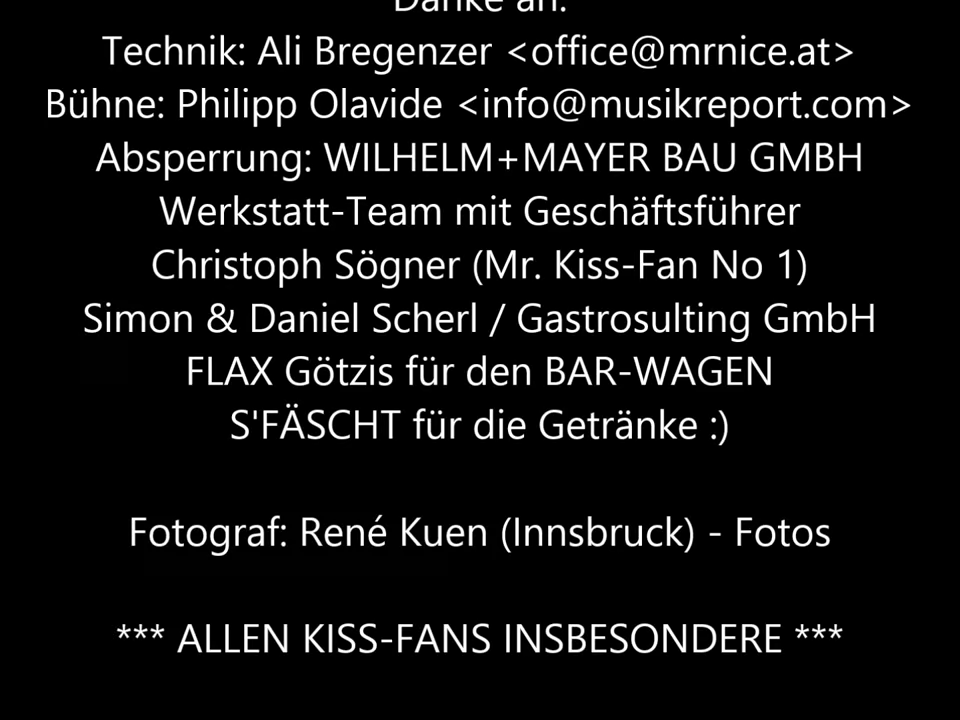 Danke an:
Technik: Ali Bregenzer <office@mrnice.at>
Bühne: Philipp Olavide <info@musikreport.com>
Absperrung: WILHELM+MAYER BAU GMBH
Werkstatt-Team mit Geschäftsführer
Christoph Sögner (Mr. Kiss-Fan No 1)
Simon & Daniel Scherl / Gastrosulting GmbH
FLAX Götzis für den BAR-WAGEN
S'FÄSCHT für die Getränke :)
Fotograf: René Kuen (Innsbruck) - Fotos
*** ALLEN KISS-FANS INSBESONDERE ***